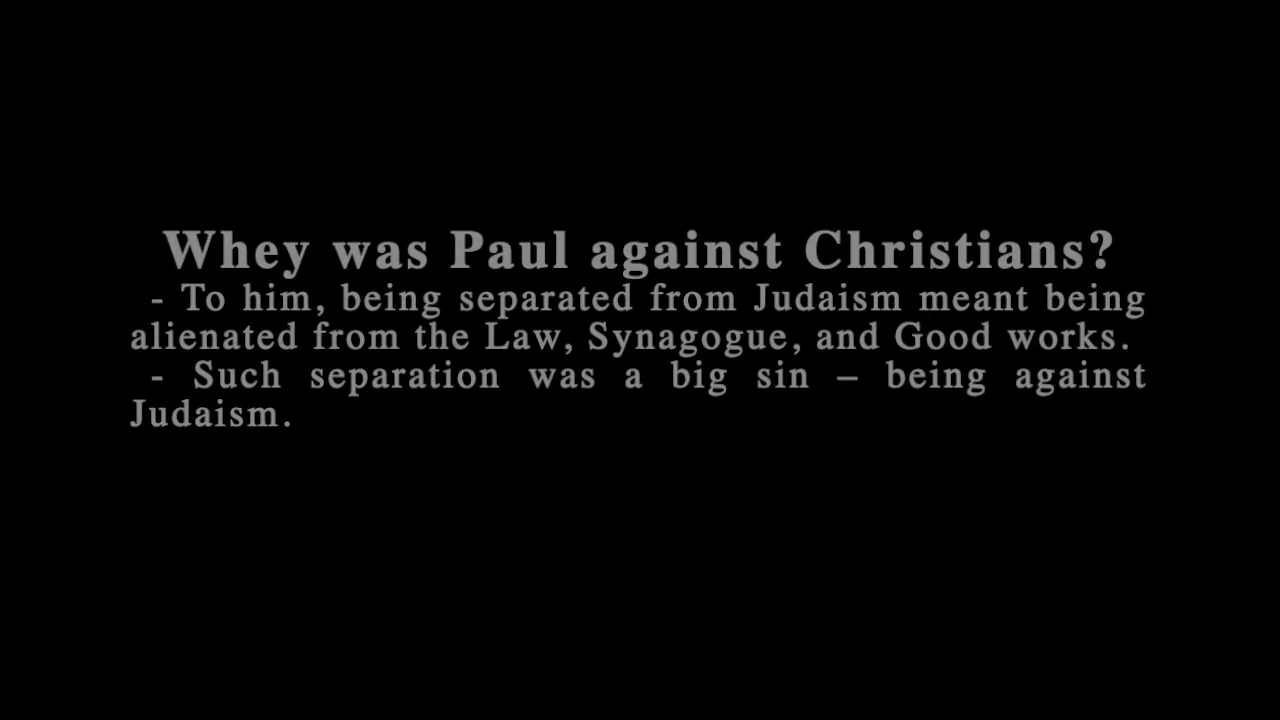 Whey was Paul against Christians?
- To him, being separated from Judaism meant being
alienated from the Law, Synagogue, and Good works.
- Such separation was a big sin – being against
Judaism.